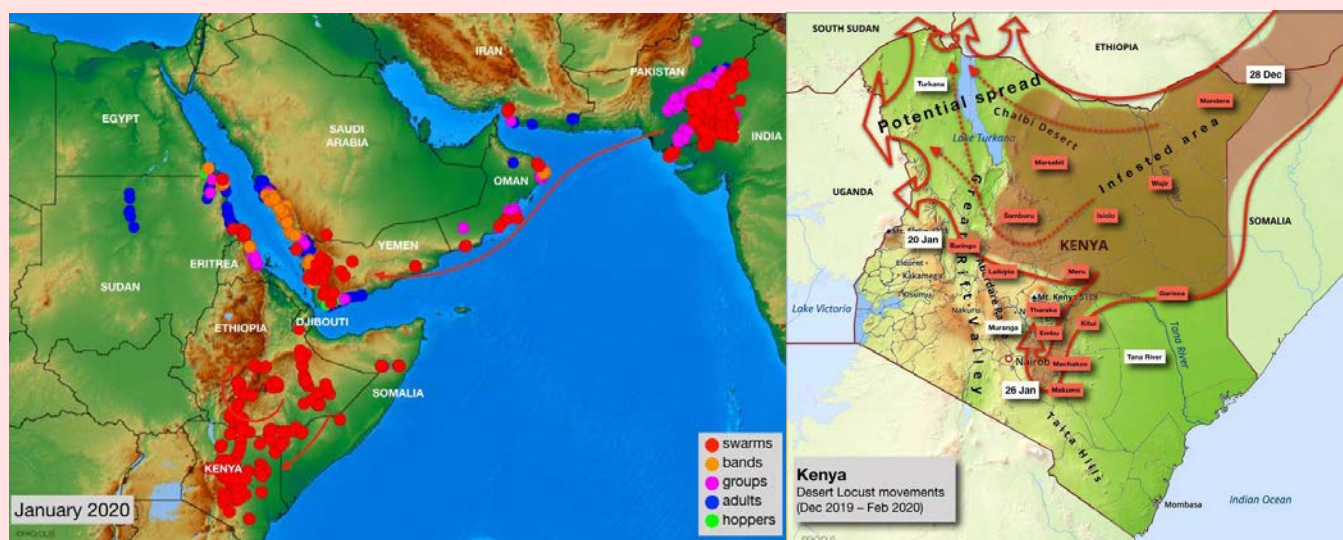 IRAN
PAKISTAN
EGYPT
SAUDI
ARABIA
INDIA
OMAN
YEMEN
ERITREA
SUDAN
ETHIOPIA
DJIBOUTI
SOMALIA
KENYA
swarms
bands
groups
adults
hoppers
January 2020
SOUTH SUDAN
ETHIOPIA
28 Dec
Turkana
Mandera
Potential spread
Chalbi Desert
Lake Turkana
Infested area
Marsabit
Wajir
UGANDA
Great Rift Valley
Samburu
Isiolo
SOMALIA
20 Jan
KENYA
Baringo
Eldoret
Laikipia
Meru
Kakamega
Mt. Kenya 5199
Garissa
Kisumu
Lake Victoria
Nakuru
Tharaka
Kitui
Muranga
Embu
Tana River
Tana River
Machakos
26 Jan
Makueni
Taita Hills
Kenya
Desert Locust movements
(Dec 2019 – Feb 2020)
Mombasa
Indian Ocean